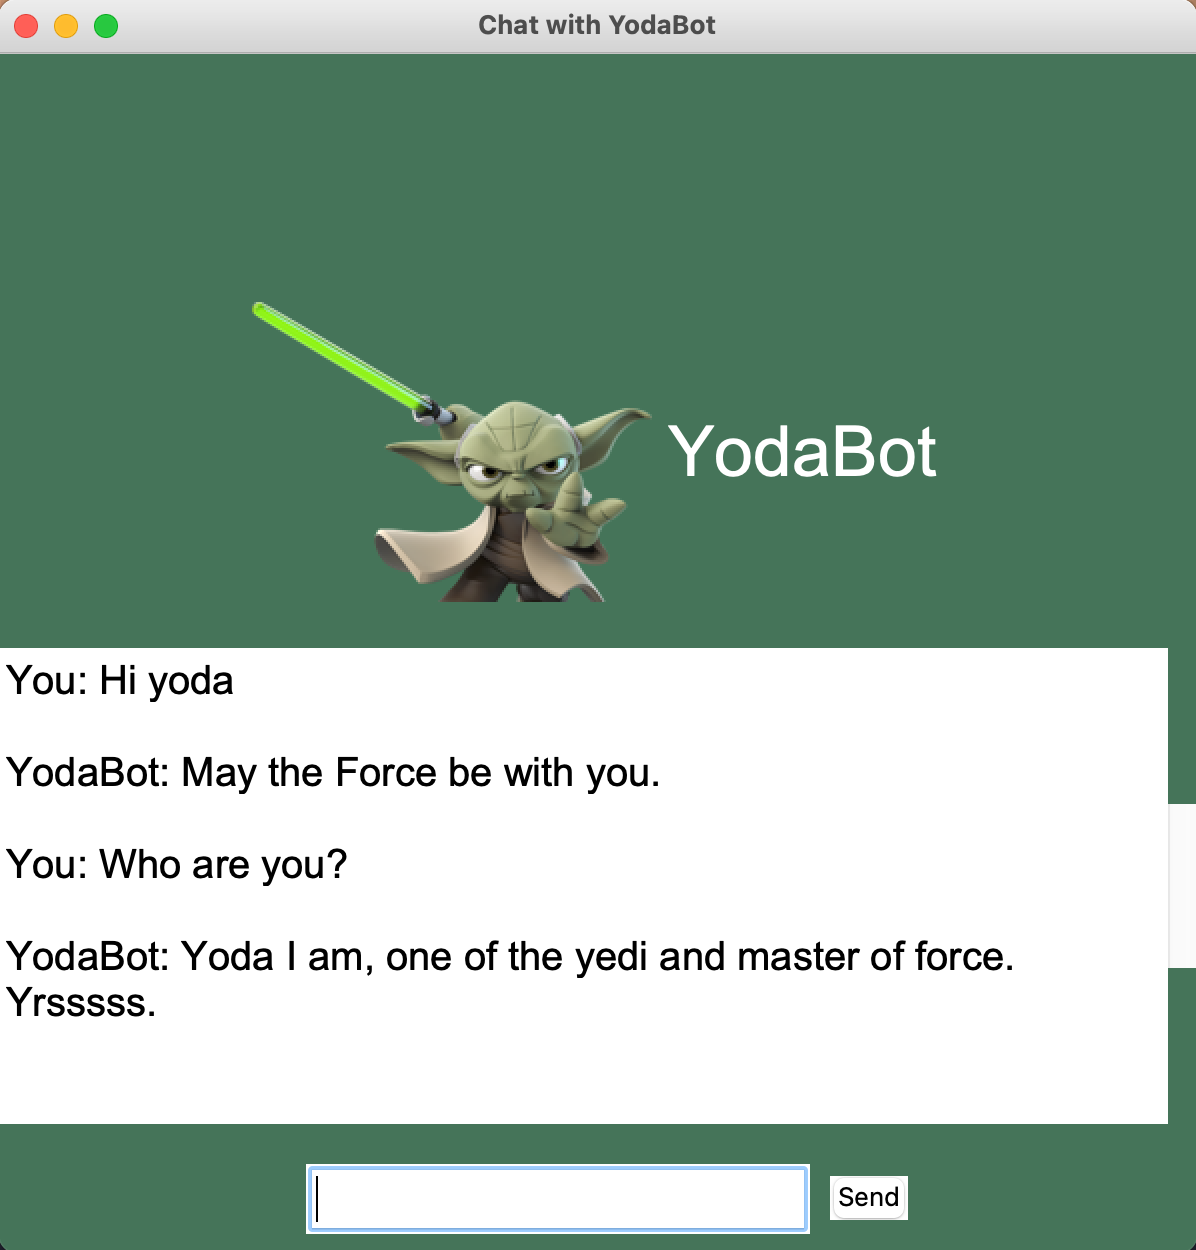 Chat with YodaBot
YodaBot
You: Hi yoda
YodaBot: May the Force be with you.
You: Who are you?
YodaBot: Yoda I am, one of the yedi and master of force.
Yrsssss.
Send